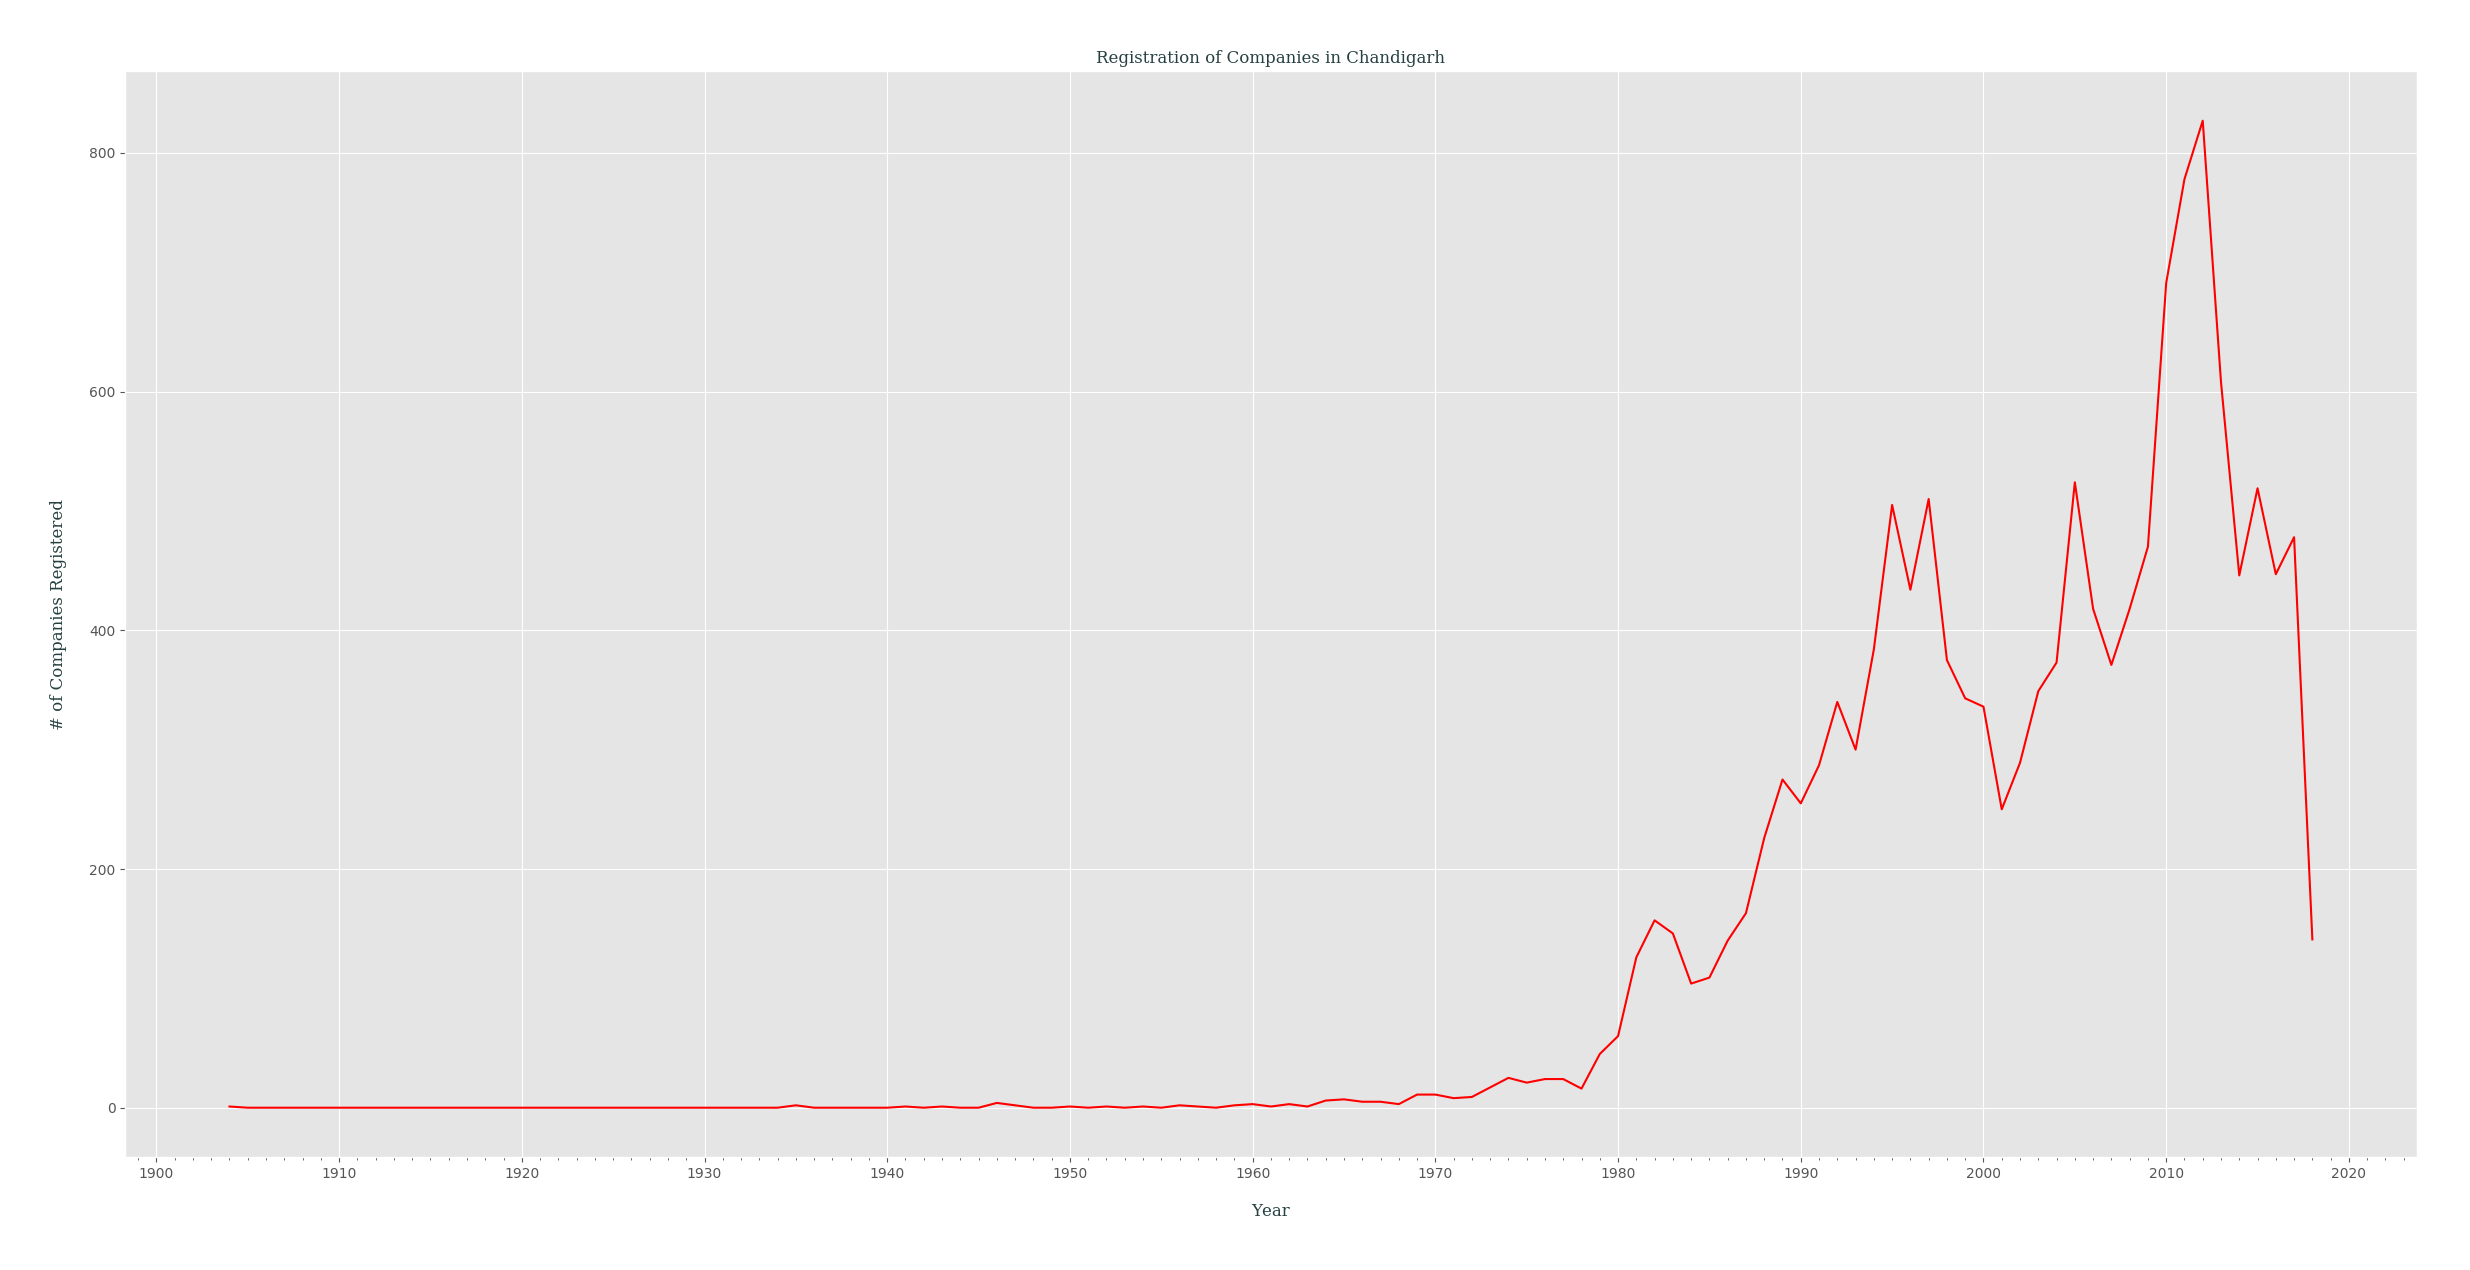 Registration of Companies in Chandigarh
# of Companies Registered
800
600
400
200
0
1900 1910 1920 1930 1940 1950 1960 1970 1980 1990 2000 2010 2020
Year